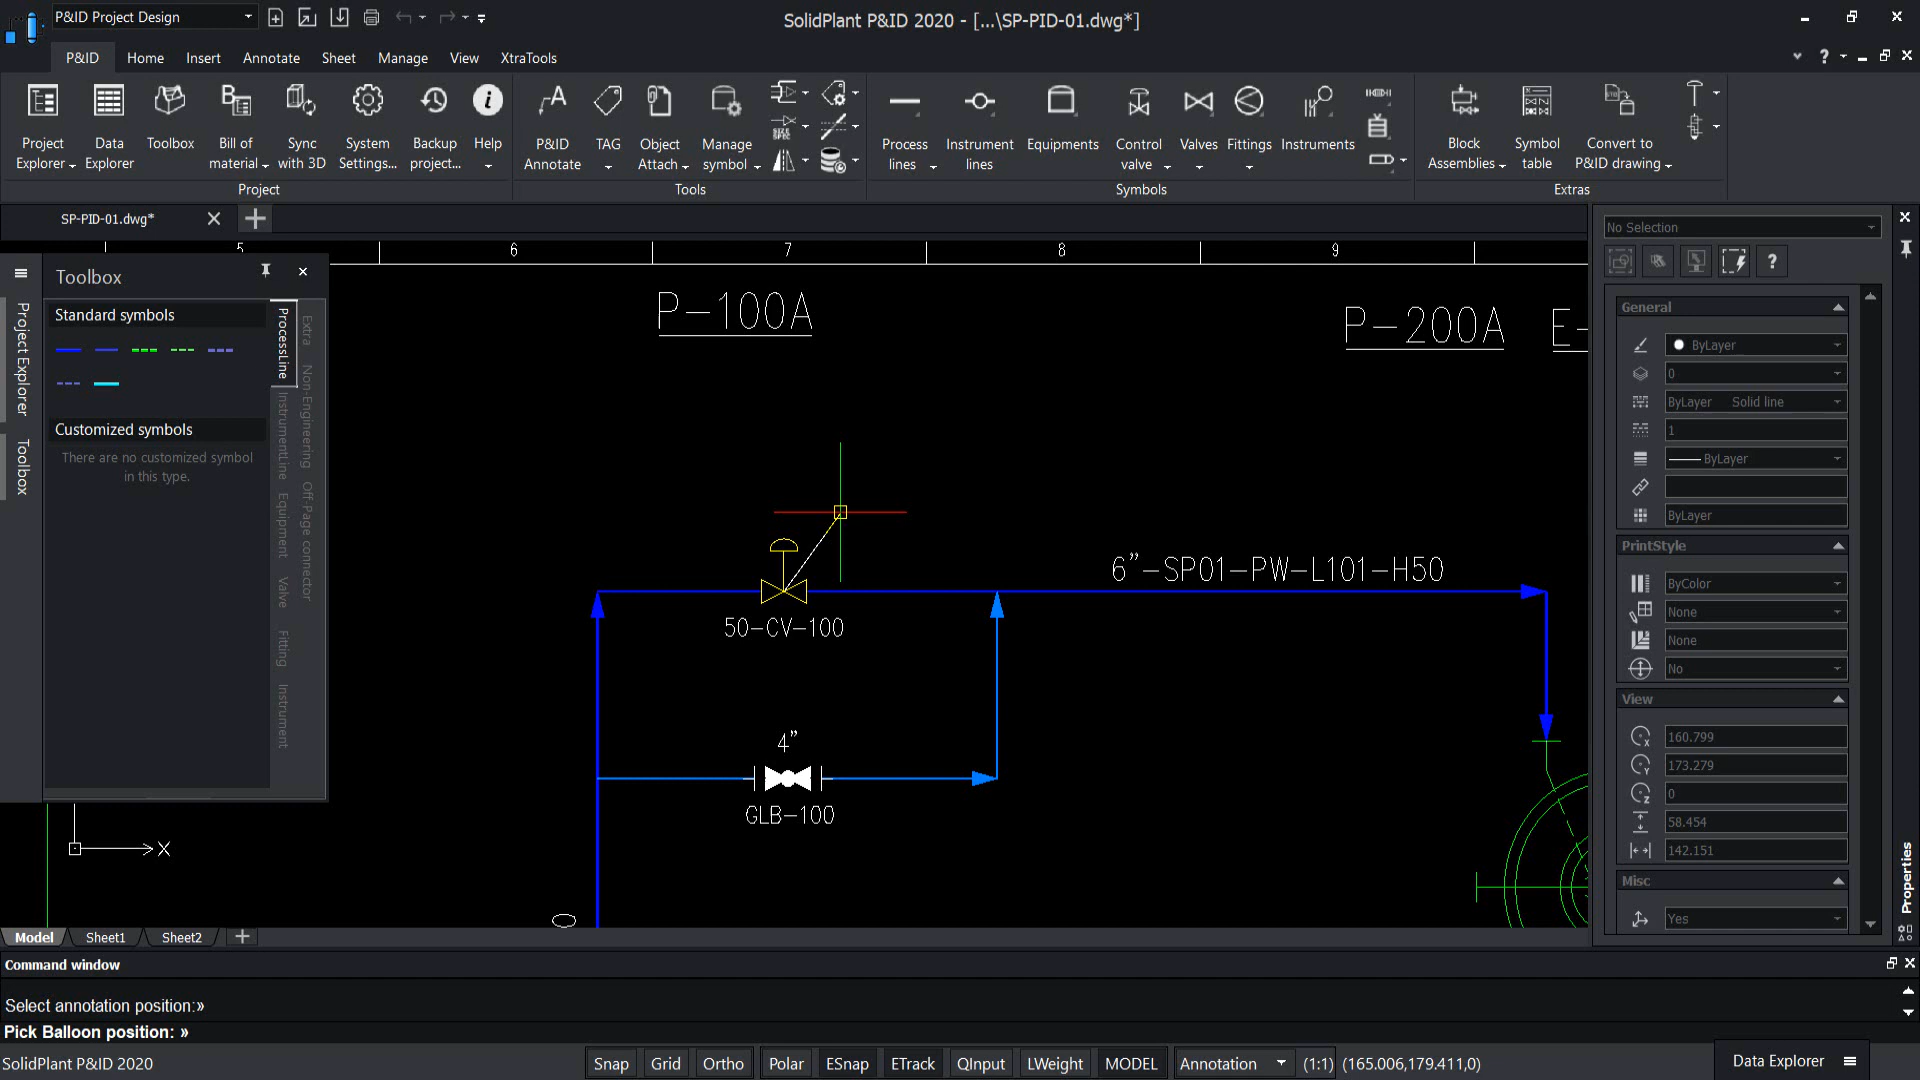 P&ID Project Design
SolidPlant P&ID 2020 - [...\SP-PID-01.dwg*]
P&ID Home Insert Annotate Sheet Manage View XtraTools
Project Explorer
Data Explorer
Toolbox
Bill of material
Sync with 3D
System Settings...
Backup project...
Help
P&ID Annotate
TAG
Object Attach
Manage symbol
Process lines
Instrument lines
Equipments
Control valve
Valves
Fittings
Instruments
Block Assemblies
Symbol table
Convert to P&ID drawing
Project
Tools
Symbols
Extras
SP-PID-01.dwg*
5 6 7 8 9
Project Explorer
Toolbox
Toolbox
Standard symbols
Customized symbols
There are no customized symbol
in this type.
ProcessLine
InstrumentLine
Equipment
Valve
Fitting
Instrument
Extra
Non-Engineering
Off-Page connector
P-100A
P-200A
E-
6"-SP01-PW-L101-H50
50-CV-100
4"
GLB-100
X
No Selection
General
ByLayer
0
ByLayer Solid line
1
ByLayer
ByLayer
PrintStyle
ByColor
None
None
No
View
160.799
173.279
0
58.454
142.151
Misc
Yes
Properties
Model Sheet1 Sheet2
Command window
Select annotation position:»
Pick Balloon position: »
SolidPlant P&ID 2020
Snap Grid Ortho Polar ESnap ETrack QInput LWeight MODEL Annotation (1:1) (165.006,179.411,0)
Data Explorer